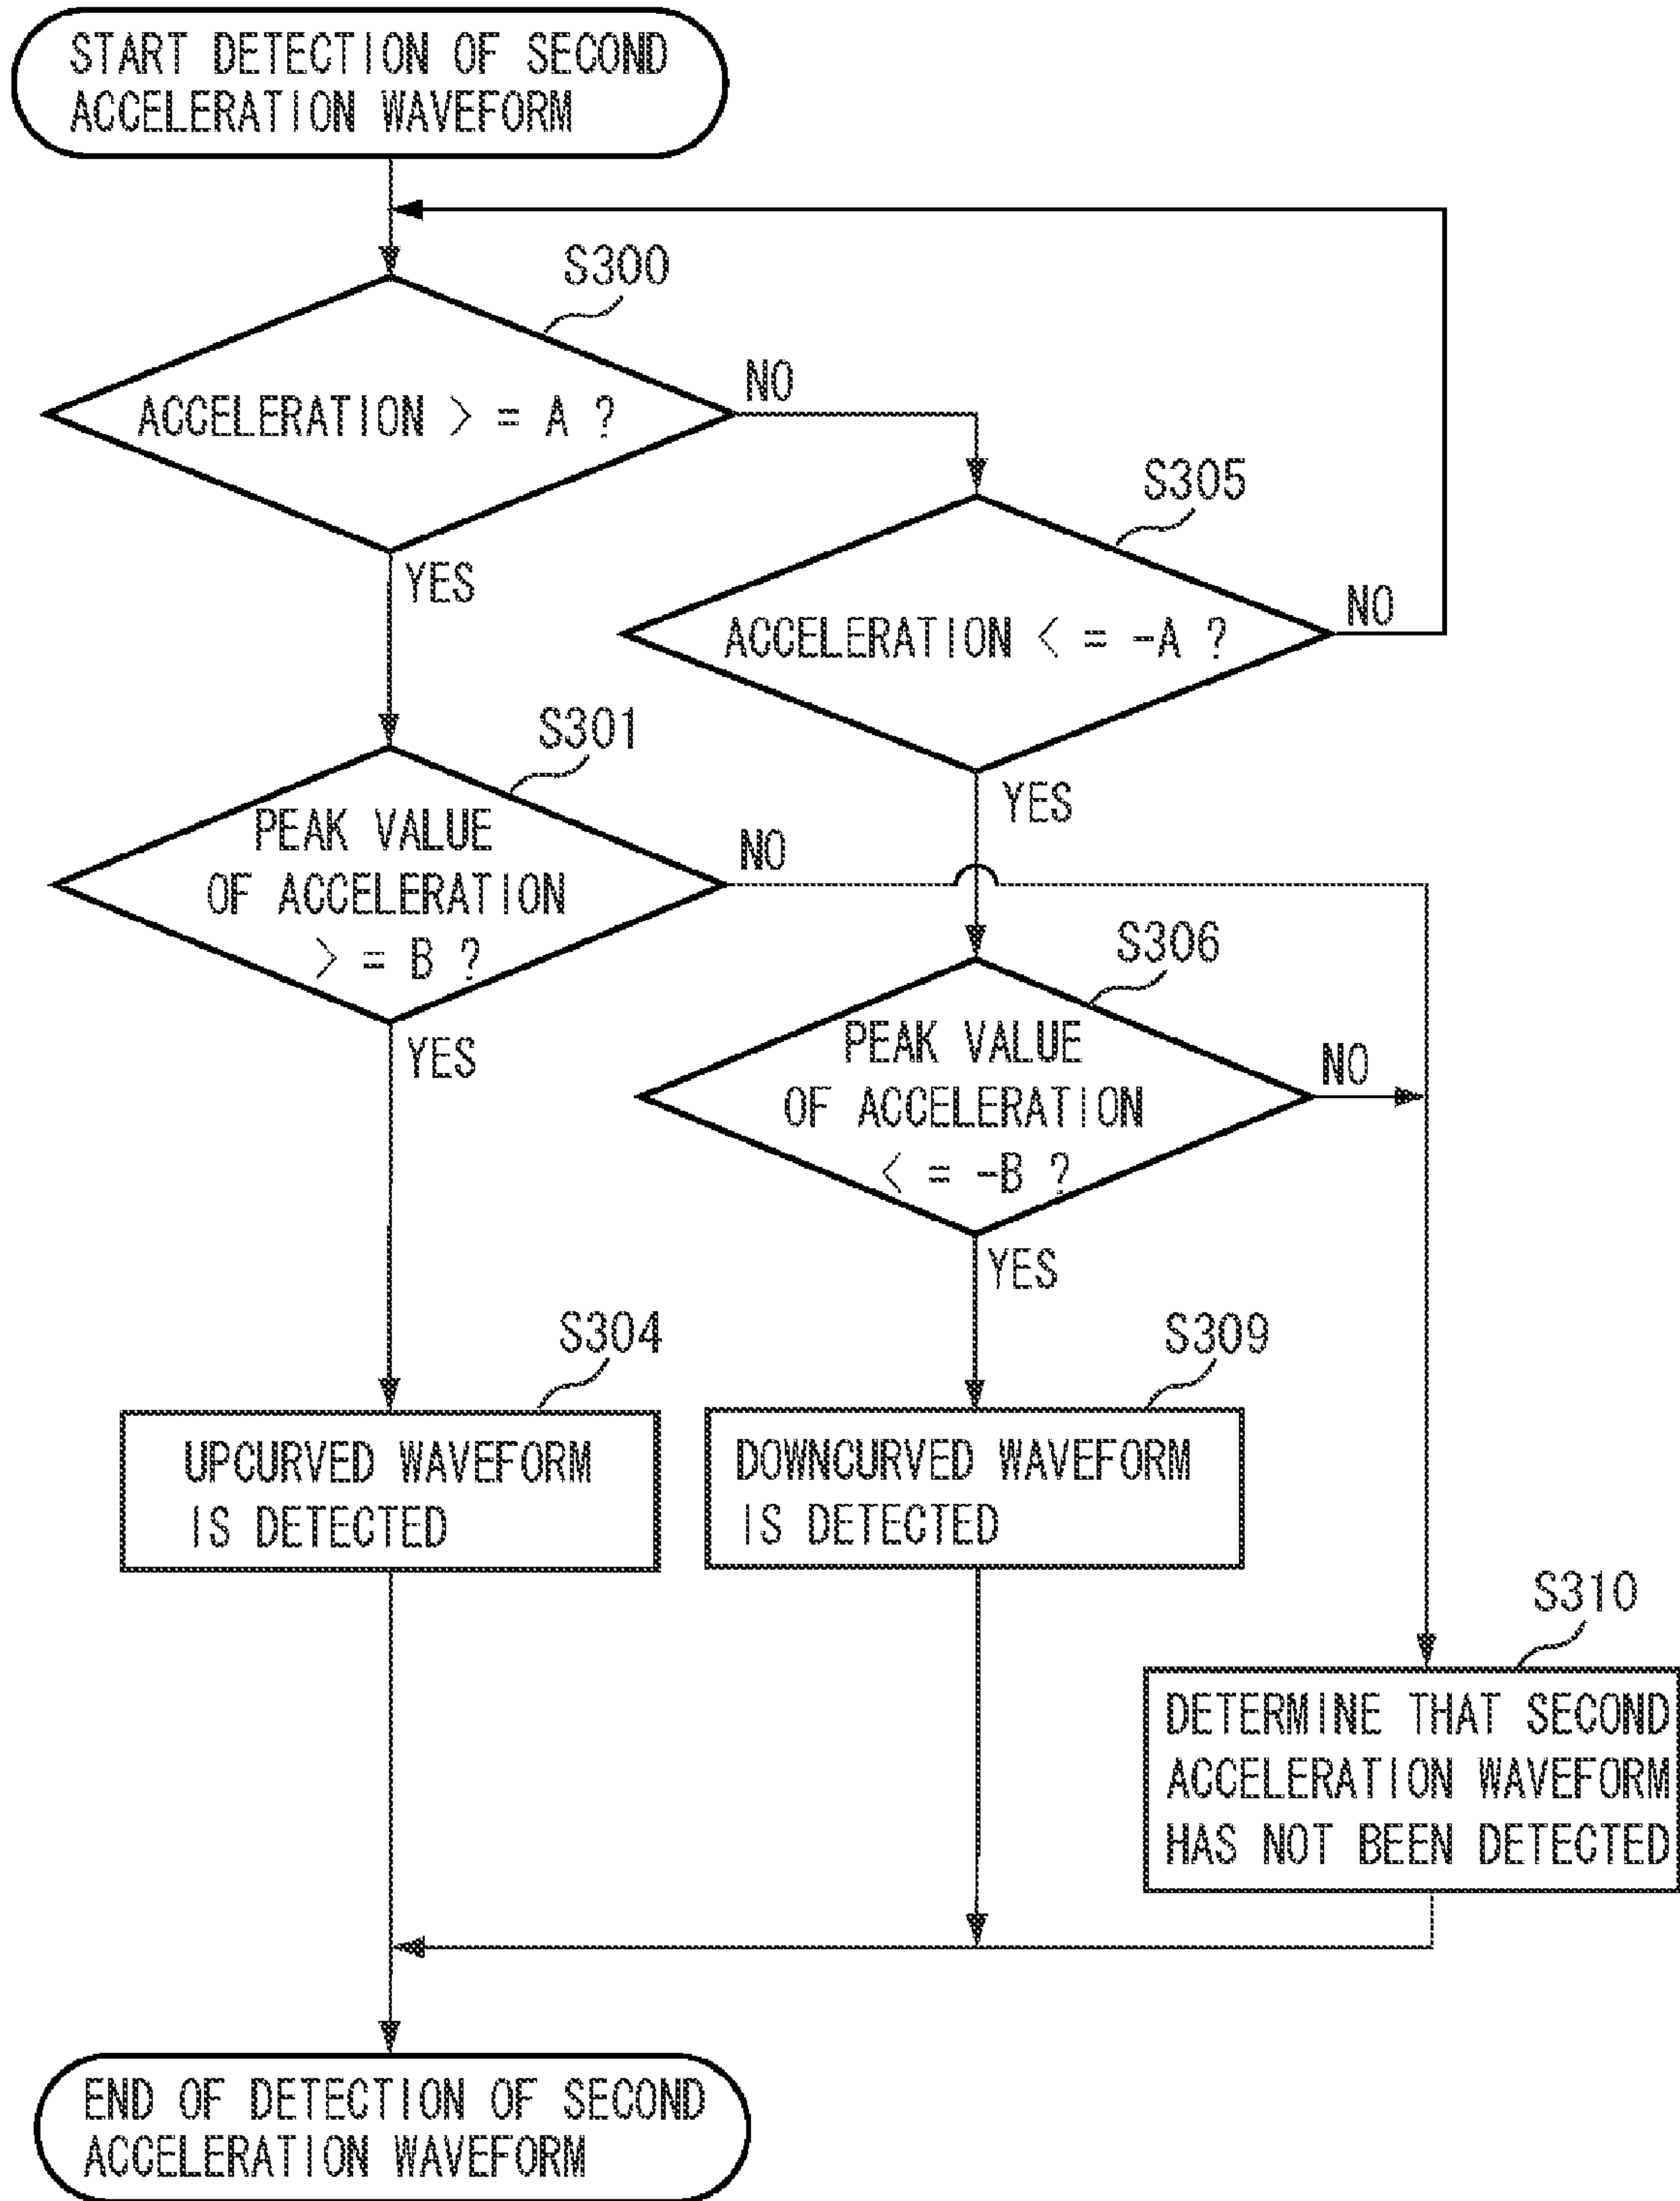 START DETECTION OF SECOND
ACCELERATION WAVEFORM
S300
ACCELERATION > = A ?
NO
YES
S305
ACCELERATION < = -A ?
NO
YES
S301
PEAK VALUE
OF ACCELERATION
> = B ?
NO
YES
S306
PEAK VALUE
OF ACCELERATION
< = -B ?
NO
YES
S304
UPCURVED WAVEFORM
IS DETECTED
S309
DOWNCURVED WAVEFORM
IS DETECTED
S310
DETERMINE THAT SECOND
ACCELERATION WAVEFORM
HAS NOT BEEN DETECTED
END OF DETECTION OF SECOND
ACCELERATION WAVEFORM